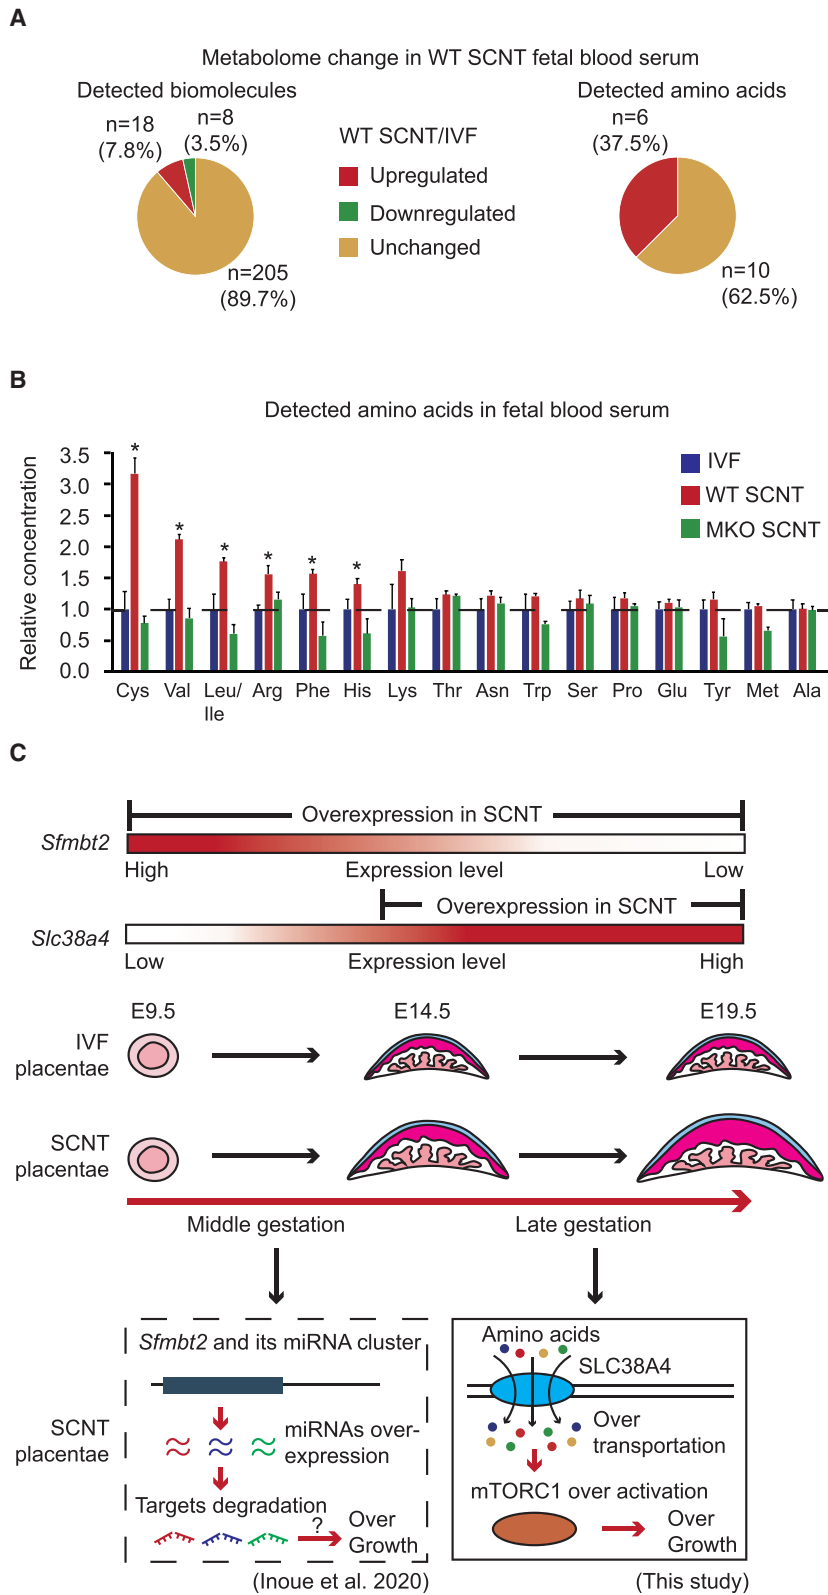 A
Metabolome change in WT SCNT fetal blood serum
Detected biomolecules
n=18
(7.8%)
n=8
(3.5%)
n=205
(89.7%)
WT SCNT/IVF
Upregulated
Downregulated
Unchanged
Detected amino acids
n=6
(37.5%)
n=10
(62.5%)
B
Detected amino acids in fetal blood serum
Relative concentration
3.5
3.0
2.5
2.0
1.5
1.0
0.5
0.0
* * * * * *
IVF
WT SCNT
MKO SCNT
Cys Val Leu/ Arg Phe His Lys Thr Asn Trp Ser Pro Glu Tyr Met Ala
Ile
C
Overexpression in SCNT
Sfmbt2
High Expression level Low
Overexpression in SCNT
Slc38a4
Low Expression level High
E9.5 E14.5 E19.5
IVF
placentae
SCNT
placentae
Middle gestation Late gestation
SCNT
placentae
Sfmbt2 and its miRNA cluster
miRNAs over-
expression
Targets degradation
?
Over
Growth
(Inoue et al. 2020)
Amino acids
SLC38A4
Over
transportation
mTORC1 over activation
Over
Growth
(This study)